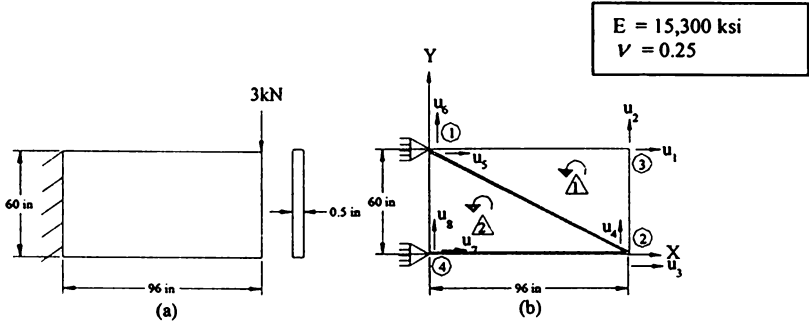 E = 15,300 ksi
ν = 0.25
3kN
60 in
0.5 in
96 in
(a)
Y
u₆
①
u₅
u₂
u₁
③
1
60 in
2
u₈
u₇
u₄
②
X
u₃
④
96 in
(b)